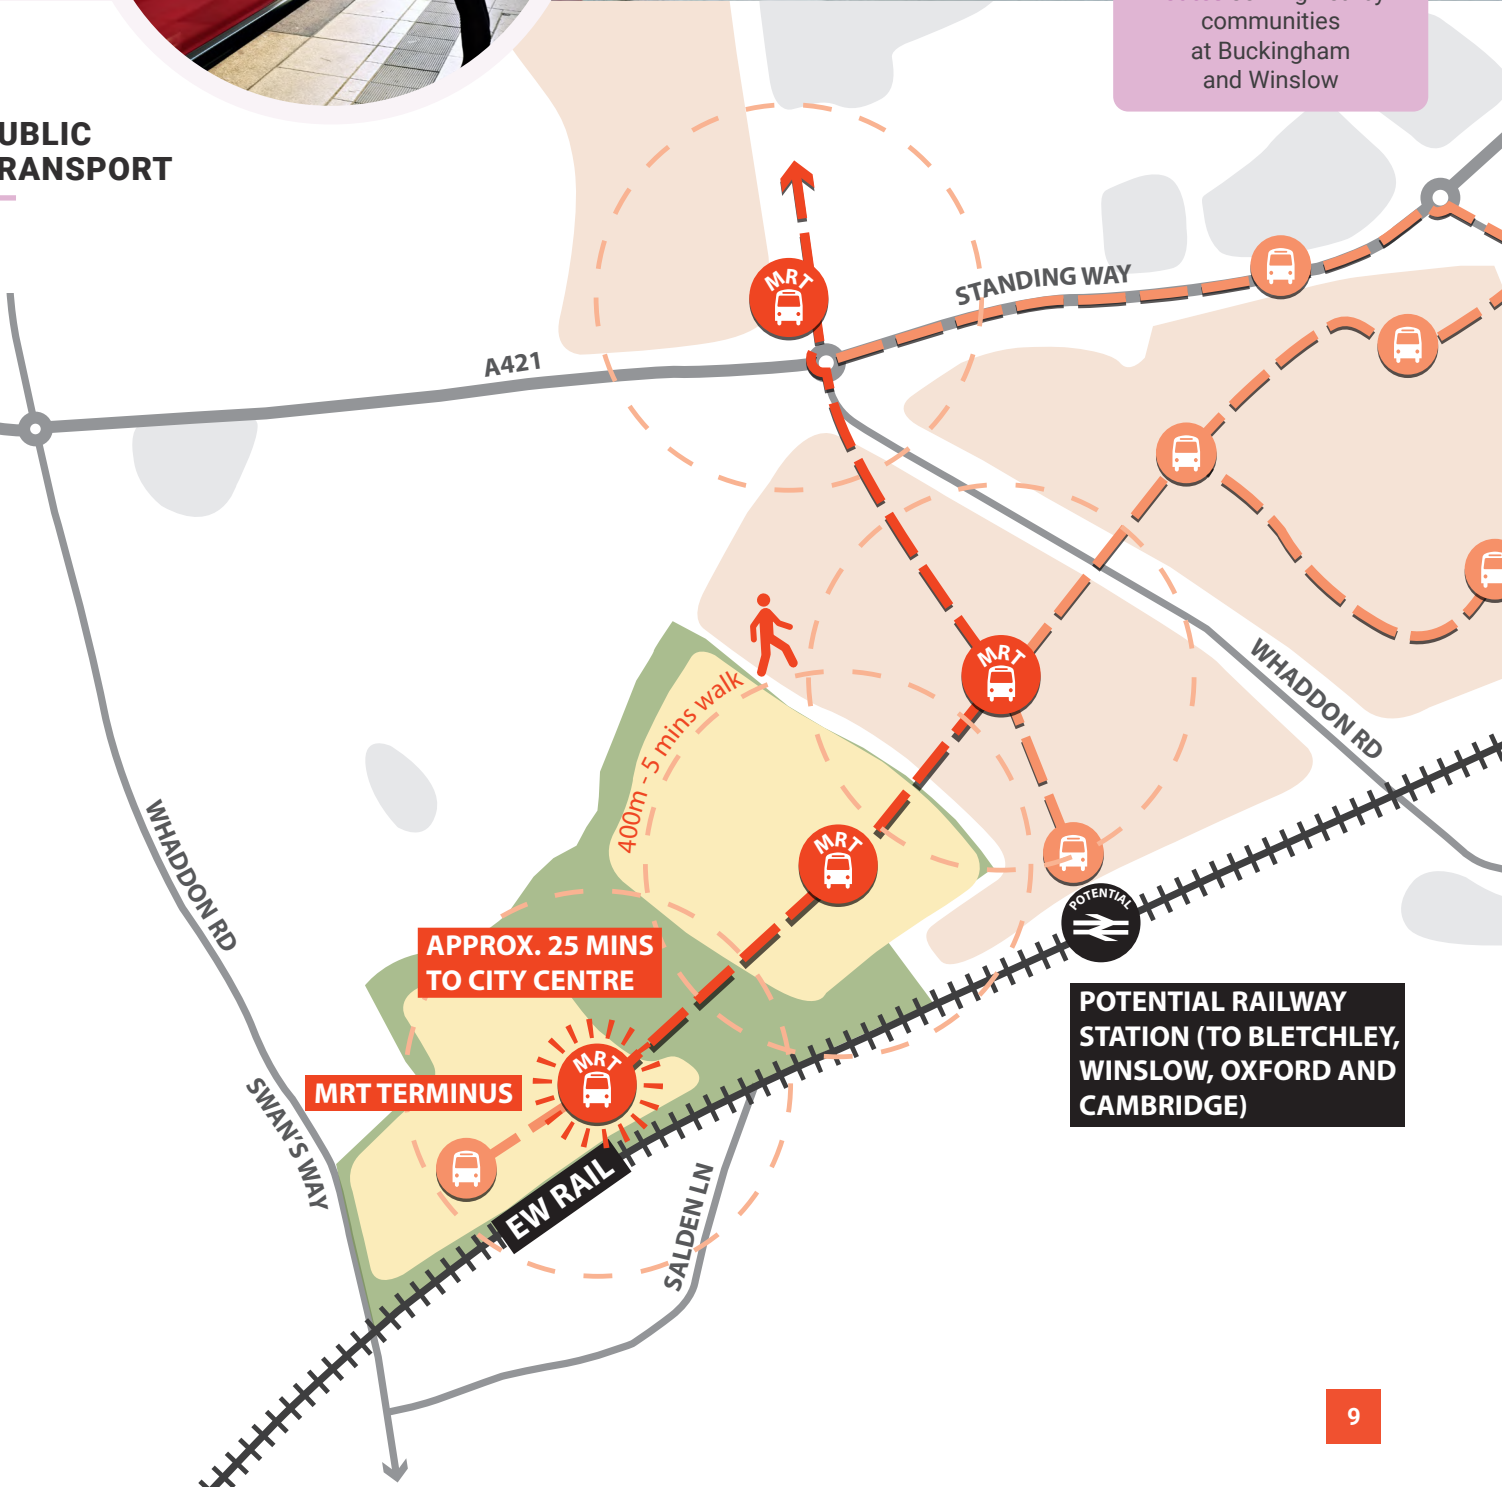 communities
at Buckingham
and Winslow
UBLIC
RANSPORT
MRT
STANDING WAY
A421
MRT
WHADDON RD
400m - 5 mins walk
MRT
WHADDON RD
POTENTIAL
APPROX. 25 MINS
TO CITY CENTRE
POTENTIAL RAILWAY
STATION (TO BLETCHLEY,
WINSLOW, OXFORD AND
CAMBRIDGE)
MRT
MRT TERMINUS
SWAN'S WAY
EW RAIL
SALDEN LN
9